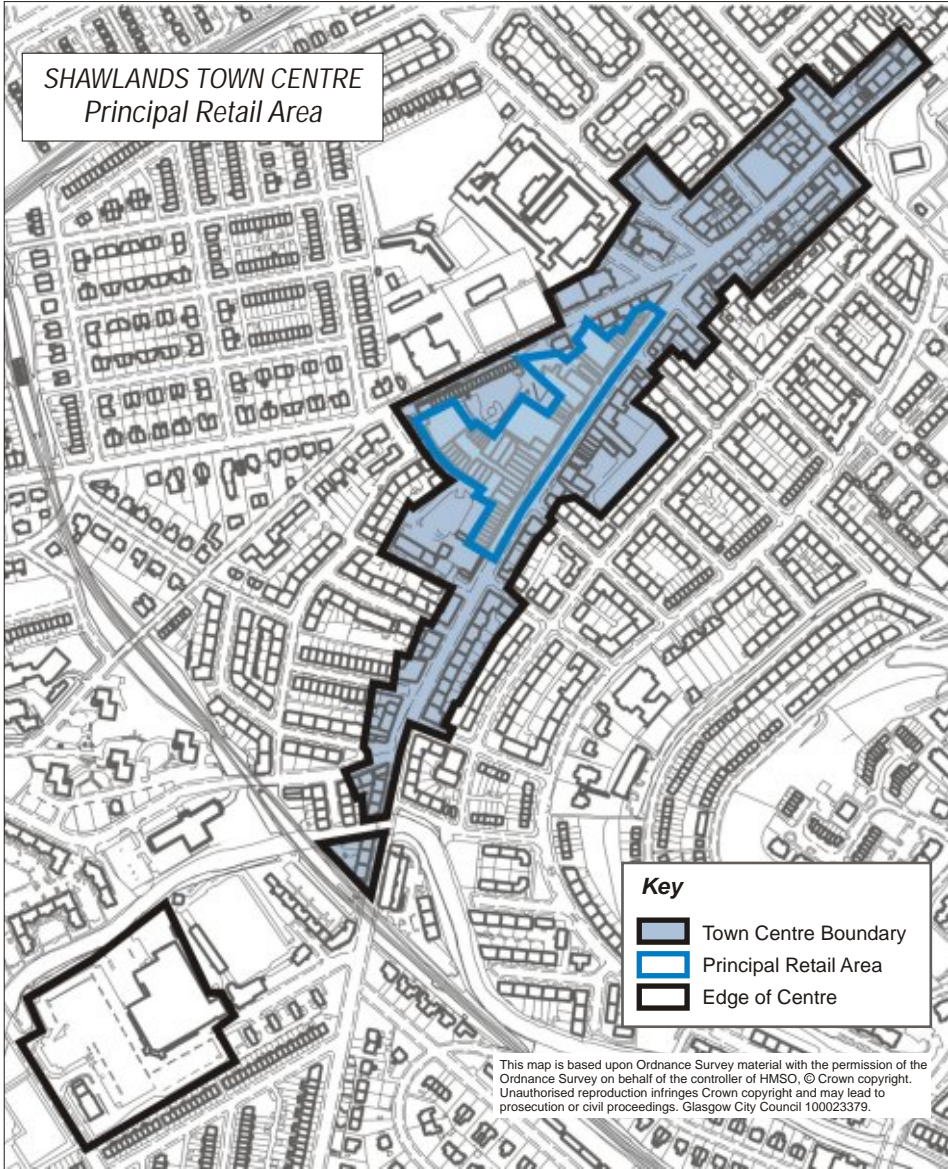 SHAWLANDS TOWN CENTRE
Principal Retail Area
Key
Town Centre Boundary
Principal Retail Area
Edge of Centre
This map is based upon Ordnance Survey material with the permission of the
Ordnance Survey on behalf of the controller of HMSO, © Crown copyright.
Unauthorised reproduction infringes Crown copyright and may lead to
prosecution or civil proceedings. Glasgow City Council 100023379.